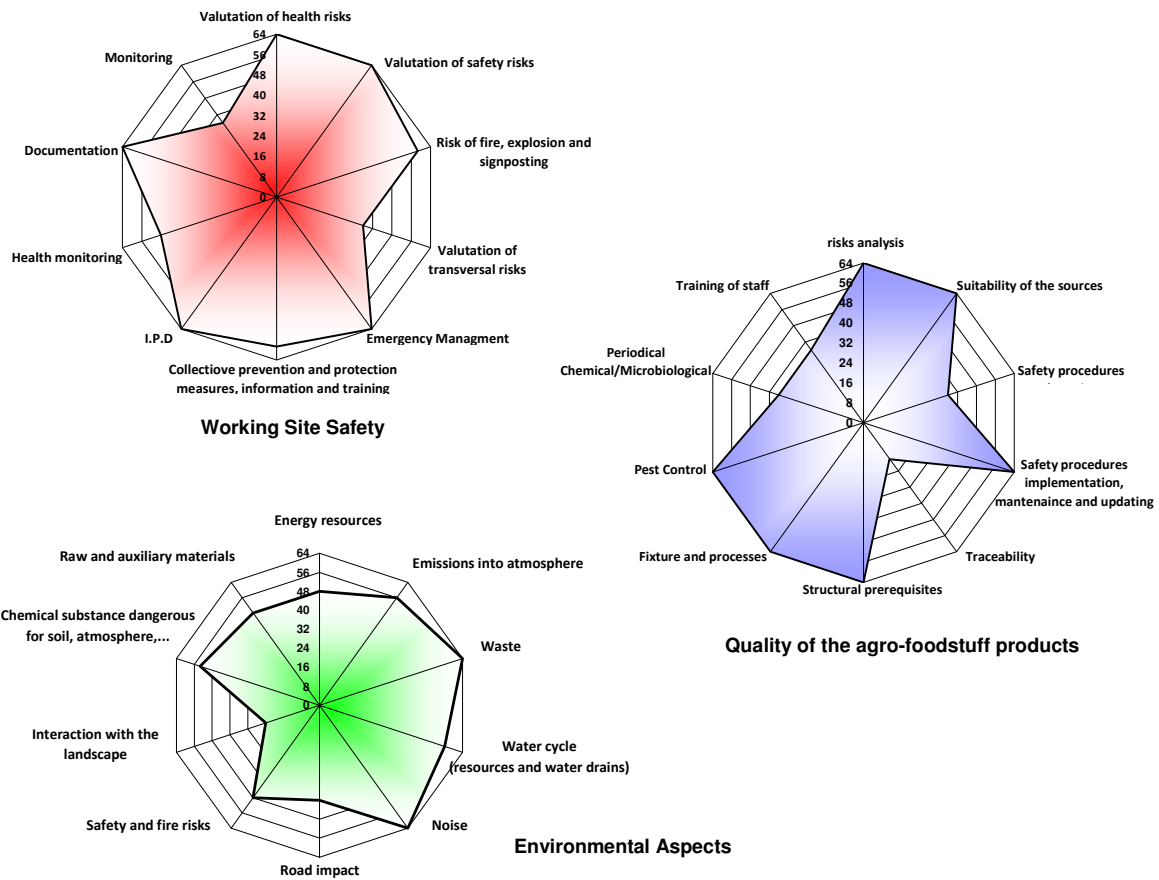 Valutation of health risks
64
56
48
40
32
24
16
8
0
Monitoring
Valutation of safety risks
Documentation
Risk of fire, explosion and
signposting
Health monitoring
Valutation of
transversal risks
I.P.D
Emergency Managment
Collectiove prevention and protection
measures, information and training
Working Site Safety
risks analysis
64
56
48
40
32
24
16
8
0
Training of staff
Suitability of the sources
Periodical
Chemical/Microbiological
Safety procedures
Pest Control
Safety procedures
implementation,
mantenaince and updating
Fixture and processes
Traceability
Structural prerequisites
Quality of the agro-foodstuff products
Energy resources
64
56
48
40
32
24
16
8
0
Raw and auxiliary materials
Emissions into atmosphere
Chemical substance dangerous
for soil, atmosphere,...
Waste
Interaction with the
landscape
Water cycle
(resources and water drains)
Safety and fire risks
Noise
Road impact
Environmental Aspects